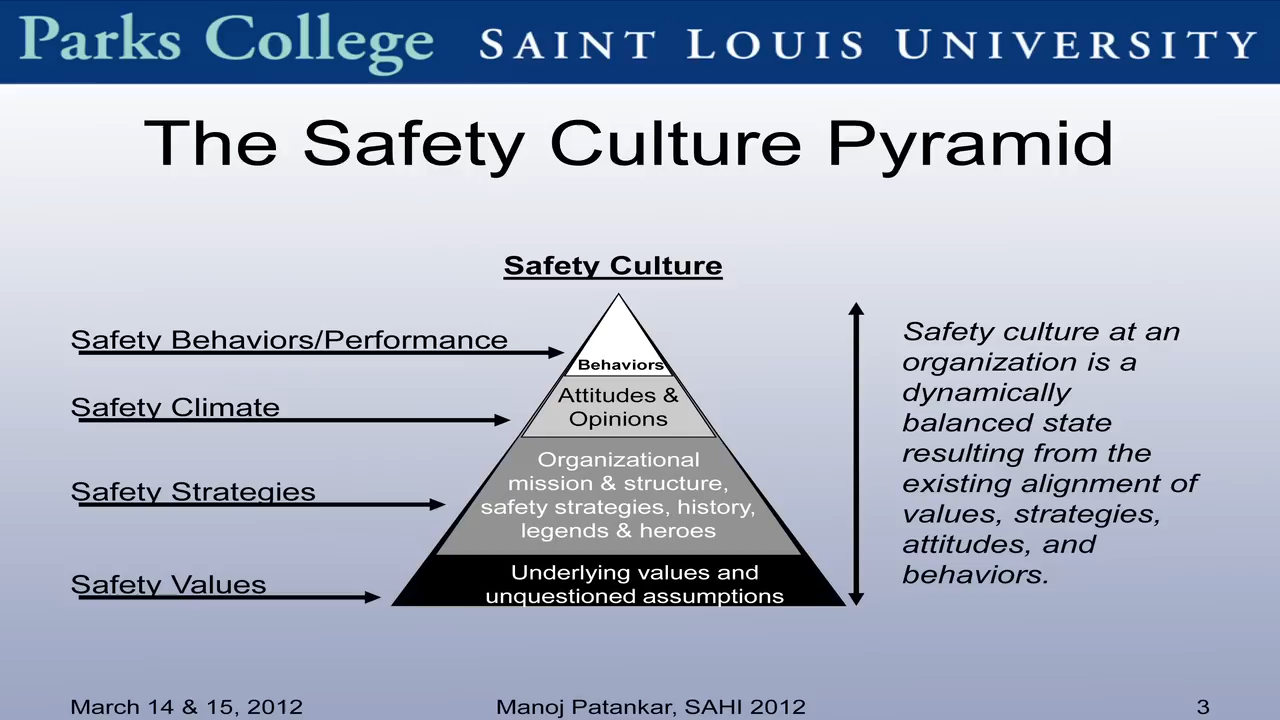 Parks College SAINT LOUIS UNIVERSITY
The Safety Culture Pyramid
Safety Culture
Safety Behaviors/Performance
Safety Climate
Safety Strategies
Safety Values
Behaviors
Attitudes &
Opinions
Organizational
mission & structure,
safety strategies, history,
legends & heroes
Underlying values and
unquestioned assumptions
Safety culture at an
organization is a
dynamically
balanced state
resulting from the
existing alignment of
values, strategies,
attitudes, and
behaviors.
March 14 & 15, 2012
Manoj Patankar, SAHI 2012
3